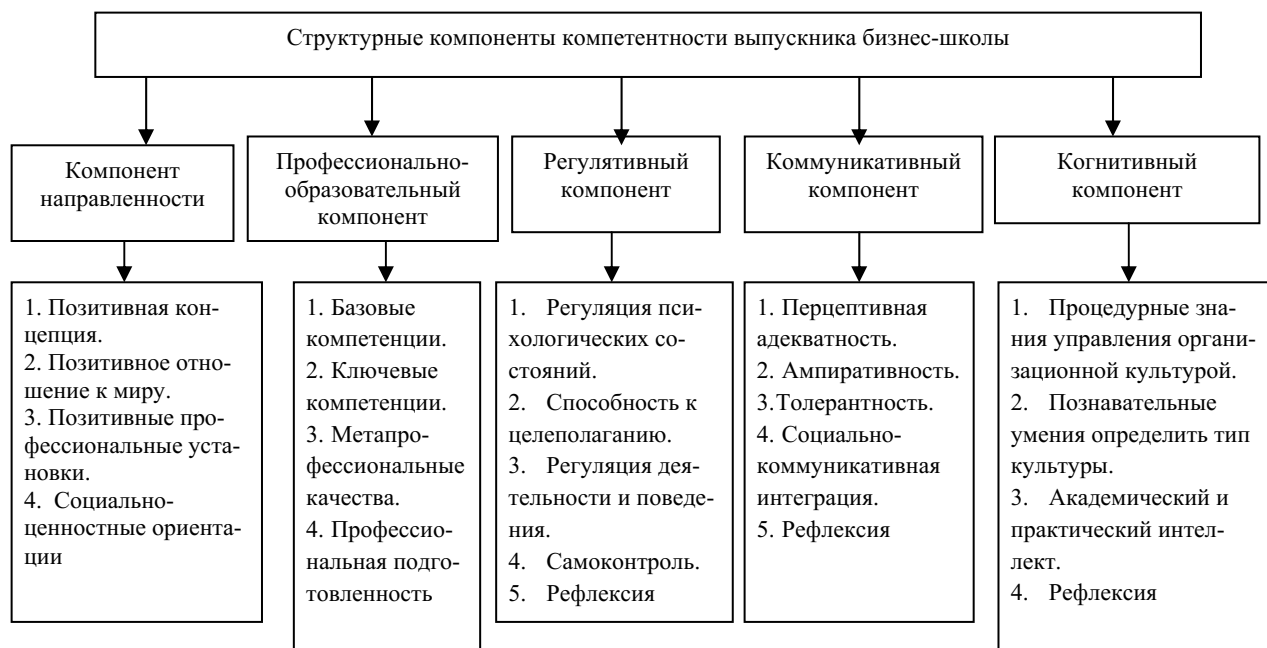 Структурные компоненты компетентности выпускника бизнес-школы
Компонент
направленности
Профессионально-
образовательный
компонент
Регулятивный
компонент
Коммуникативный
компонент
Когнитивный
компонент
1. Позитивная кон-
цепция.
2. Позитивное отно-
шение к миру.
3. Позитивные про-
фессиональные уста-
новки.
4. Социально-
ценностные ориента-
ции
1. Базовые
компетенции.
2. Ключевые
компетенции.
3. Метапро-
фессиональные
качества.
4. Профессио-
нальная подго-
товленность
1. Регуляция пси-
хологических со-
стояний.
2. Способность к
целеполаганию.
3. Регуляция дея-
тельности и поведе-
ния.
4. Самоконтроль.
5. Рефлексия
1. Перцептивная
адекватность.
2. Ампиративность.
3.Толерантность.
4. Социально-
коммуникативная
интеграция.
5. Рефлексия
1. Процедурные зна-
ния управления органи-
зационной культурой.
2. Познавательные
умения определить тип
культуры.
3. Академический и
практический интел-
лект.
4. Рефлексия